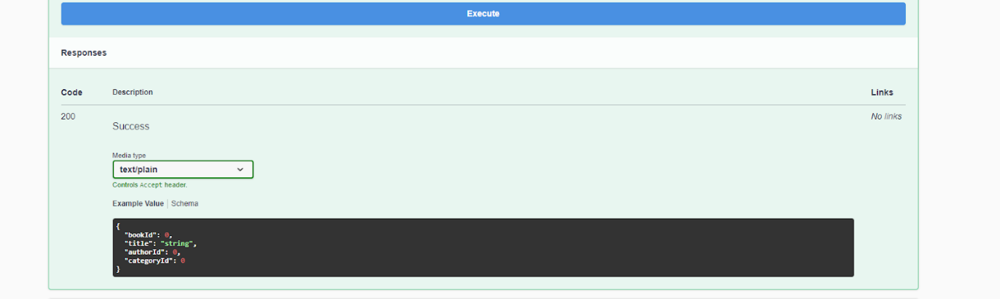 Execute
Responses
Code Description Links
200 Success No links
Media type
text/plain
Controls Accept header.
Example Value Schema
{
"bookId": 0,
"title": "string",
"authorId": 0,
"categoryId": 0
}